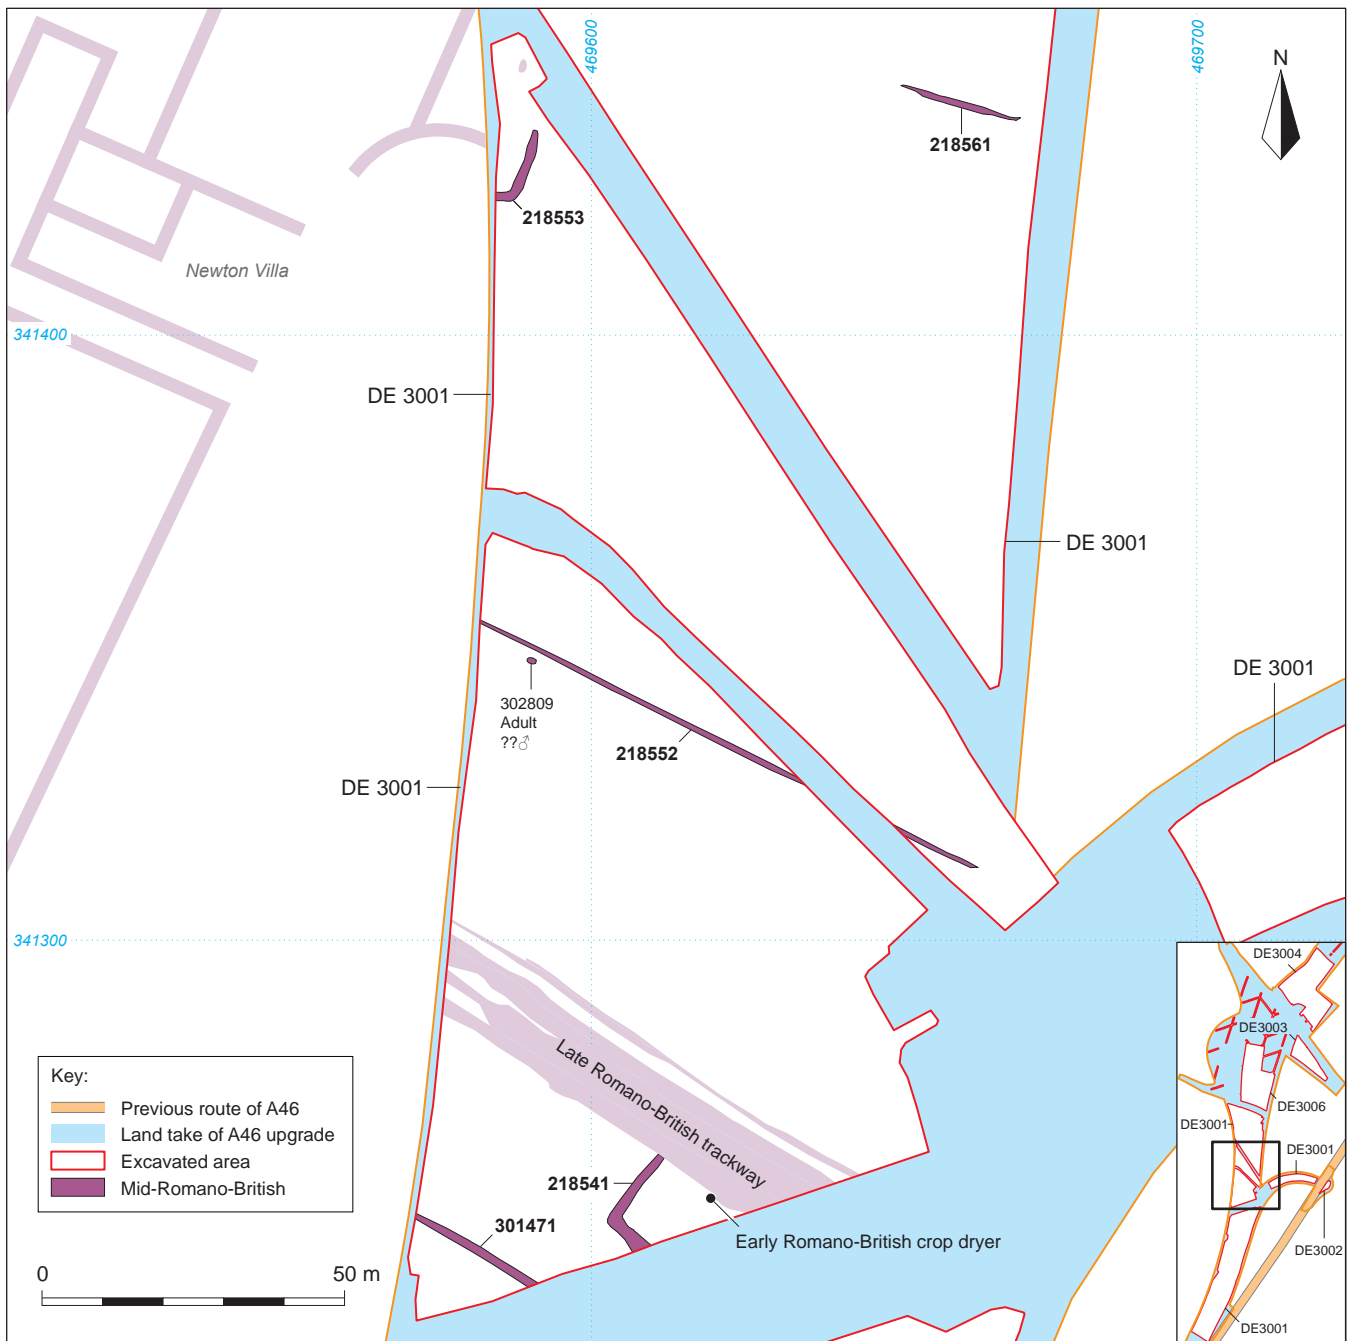 469600
469700
N
218561
218553
Newton Villa
341400
DE 3001
DE 3001
DE 3001
302809
Adult
??♂
218552
DE 3001
341300
Late Romano-British trackway
218541
301471
Early Romano-British crop dryer
Key:
Previous route of A46
Land take of A46 upgrade
Excavated area
Mid-Romano-British
0 50 m
DE3004
DE3003
DE3006
DE3001
DE3001
DE3002
DE3001